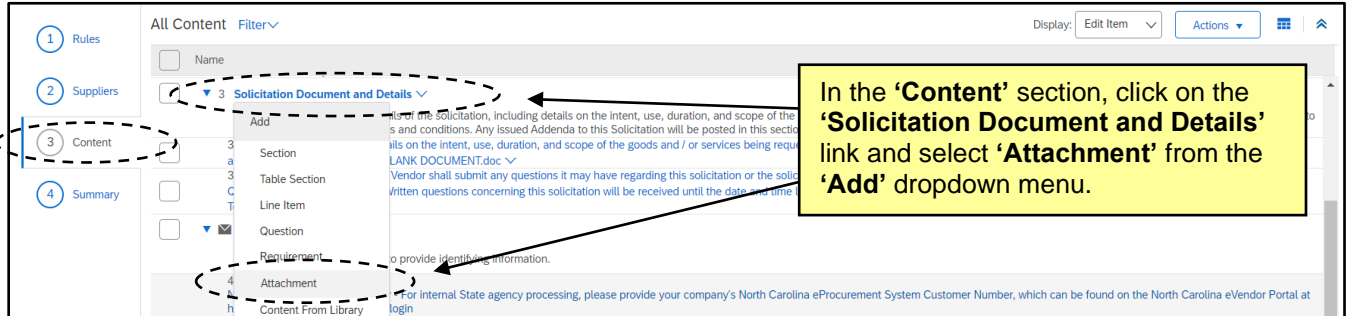 All Content Filter
Display: Edit Item Actions
1 Rules
Name
2 Suppliers
3 Solicitation Document and Details
Add
ils of the solicitation, including details on the intent, use, duration, and scope of the
to
s and conditions. Any issued Addenda to this Solicitation will be posted in this sectio
3 Content
3
ils on the intent, use, duration, and scope of the goods and / or services being reque
Section
a
LANK DOCUMENT.doc
3
Vendor shall submit any questions it may have regarding this solicitation or the solic
Table Section
4 Summary
Q
Written questions concerning this solicitation will be received until the date and time
T
Line Item
Question
Requirement
o provide identifying information.
4
Attachment
For internal State agency processing, please provide your company's North Carolina eProcurement System Customer Number, which can be found on the North Carolina eVendor Portal at
h
Content From Library
login
In the 'Content' section, click on the
'Solicitation Document and Details'
link and select 'Attachment' from the
'Add' dropdown menu.